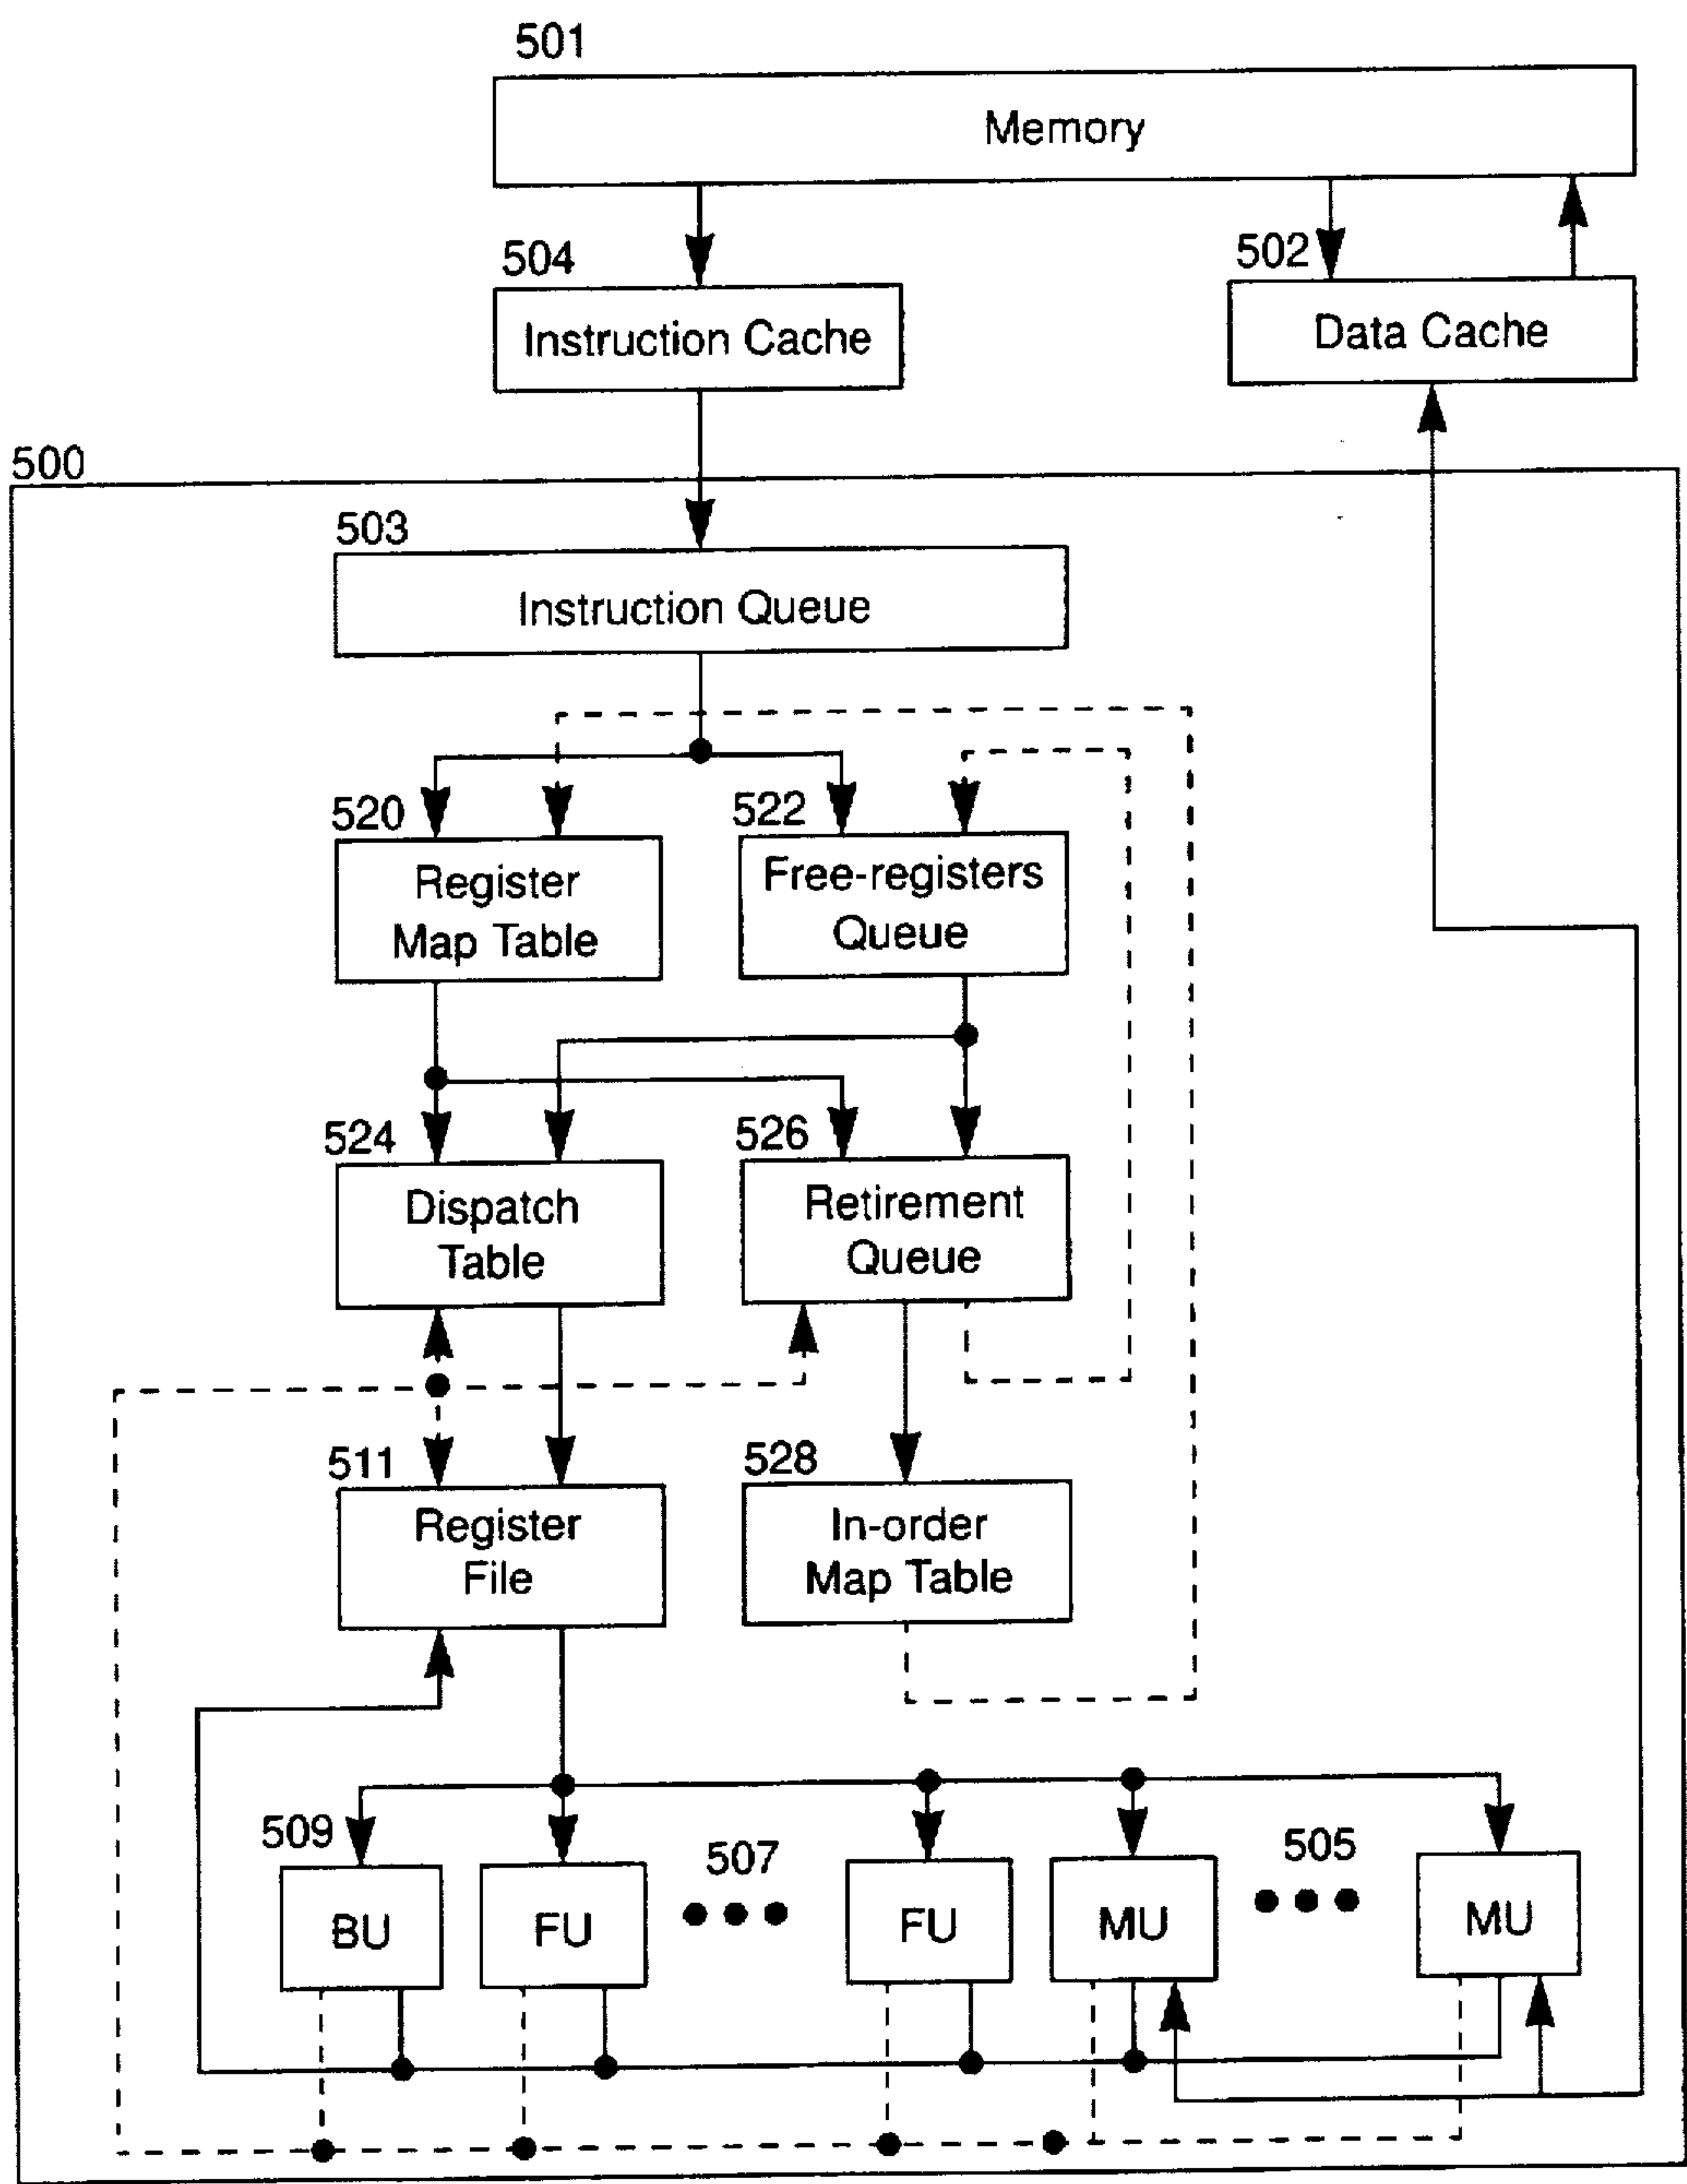 501
Memory
504
502
Instruction Cache
Data Cache
500
503
Instruction Queue
520
522
Register
Map Table
Free-registers
Queue
524
526
Dispatch
Table
Retirement
Queue
511
528
Register
File
In-order
Map Table
509
507
505
BU
FU
FU
MU
MU